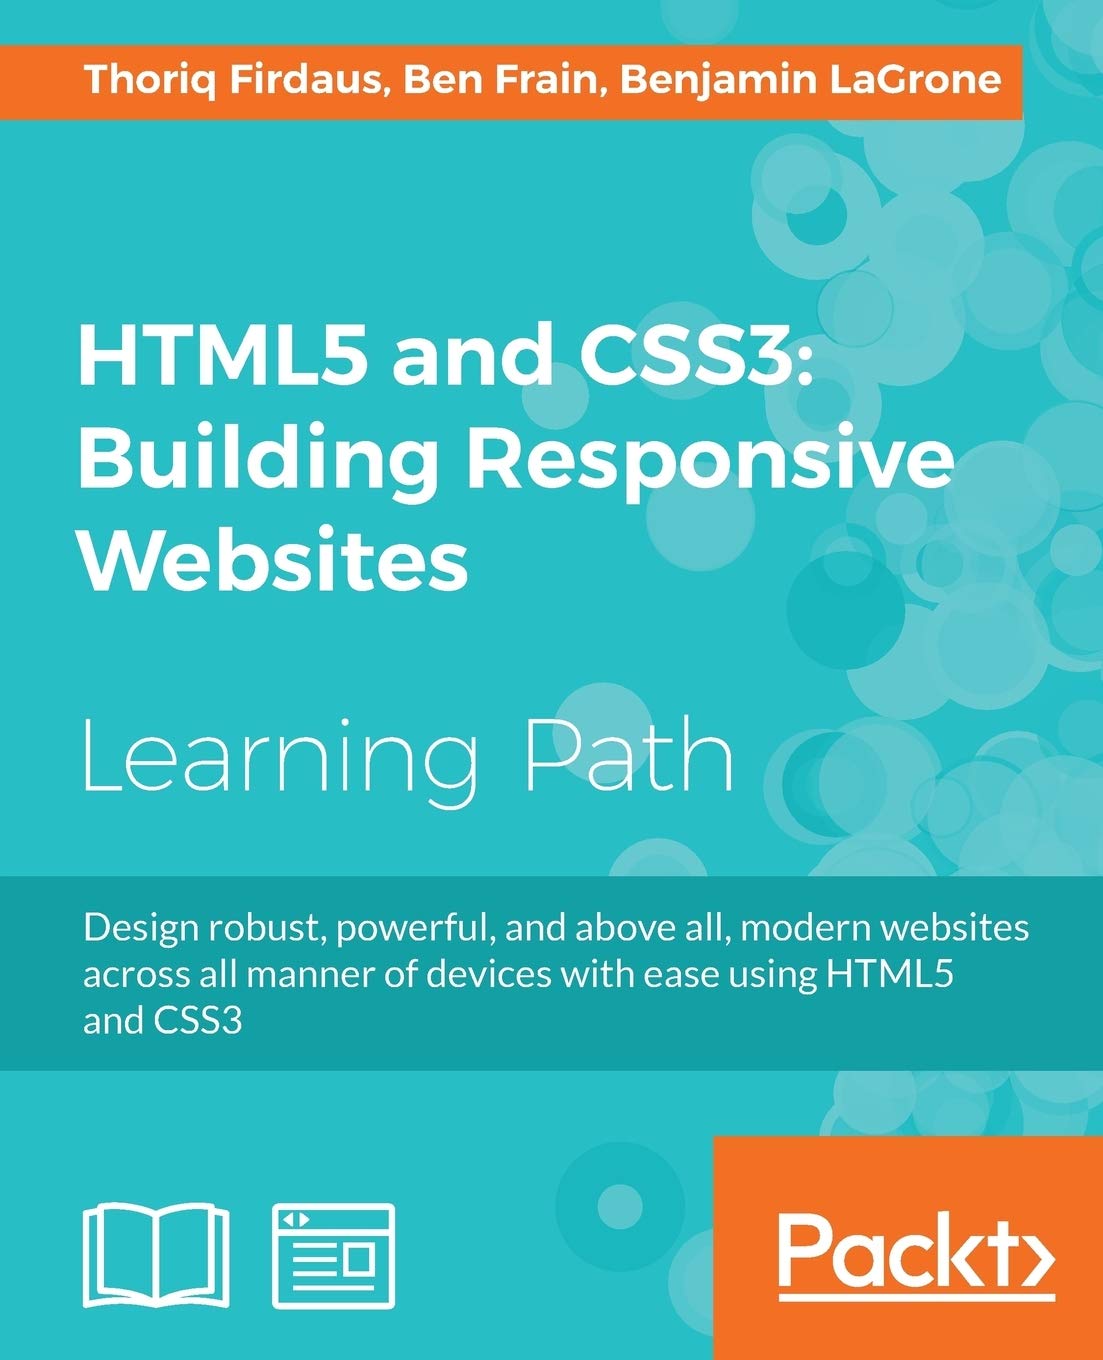 Thoriq Firdaus, Ben Frain, Benjamin LaGrone
HTML5 and CSS3:
Building Responsive
Websites
Learning Path
Design robust, powerful, and above all, modern websites
across all manner of devices with ease using HTML5
and CSS3
Packt